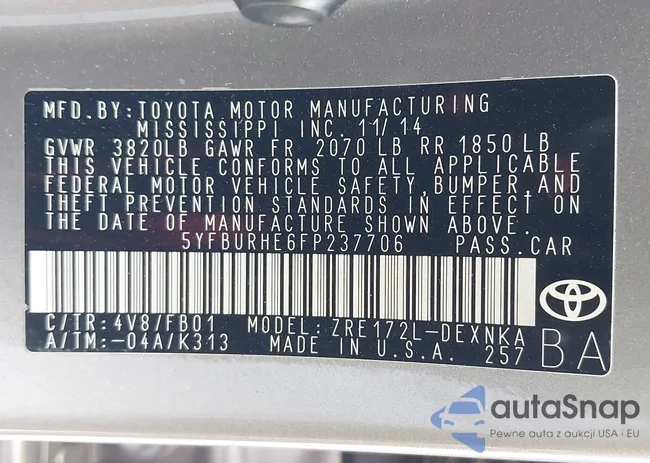 MFD.BY:TOYOTA MOTOR MANUFACTURING
MISSISSIPPI INC. 11/14
GVWR 3820LB GAWR FR 2070 LB RR 1850 LB
THIS VEHICLE CONFORMS TO ALL APPLICABLE
FEDERAL MOTOR VEHICLE SAFETY,BUMPER,AND
THEFT PREVENTION STANDARDS IN EFFECT ON
THE DATE OF MANUFACTURE SHOWN ABOVE.
5YFBURHE6FP237706 PASS.CAR
C/TR:4V8/FB01 MODEL: ZRE172L-DEXNKA
A/TM:-04A/K313 MADE IN U.S.A. 257
BA
autaSnap
Pewne auta z aukcji USA i EU